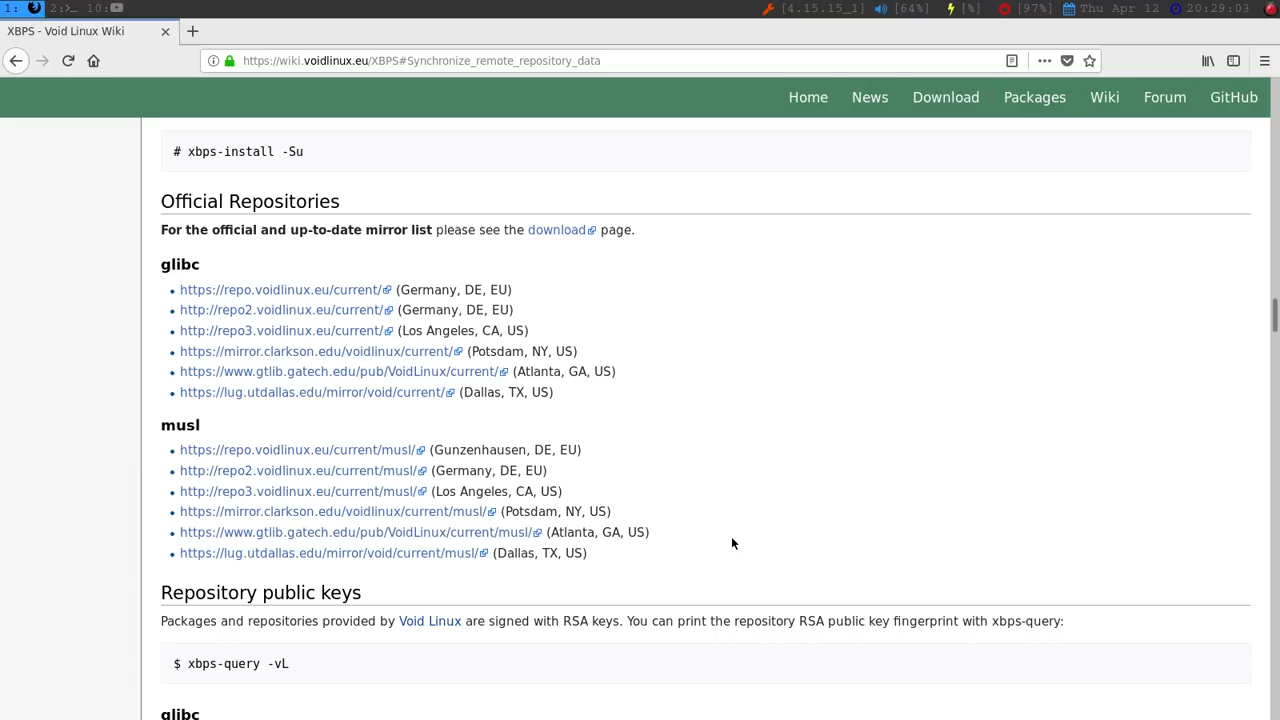 1: 2: 10: [4.15.15_1] [64%] [%] [97%] Thu Apr 12 20:29:03
XBPS - Void Linux Wiki
https://wiki.voidlinux.eu/XBPS#Synchronize_remote_repository_data
Home News Download Packages Wiki Forum GitHub
# xbps-install -Su
Official Repositories
For the official and up-to-date mirror list please see the download page.
glibc
https://repo.voidlinux.eu/current/ (Germany, DE, EU)
http://repo2.voidlinux.eu/current/ (Germany, DE, EU)
http://repo3.voidlinux.eu/current/ (Los Angeles, CA, US)
https://mirror.clarkson.edu/voidlinux/current/ (Potsdam, NY, US)
https://www.gtlib.gatech.edu/pub/VoidLinux/current/ (Atlanta, GA, US)
https://lug.utdallas.edu/mirror/void/current/ (Dallas, TX, US)
musl
https://repo.voidlinux.eu/current/musl/ (Gunzenhausen, DE, EU)
http://repo2.voidlinux.eu/current/musl/ (Germany, DE, EU)
http://repo3.voidlinux.eu/current/musl/ (Los Angeles, CA, US)
https://mirror.clarkson.edu/voidlinux/current/musl/ (Potsdam, NY, US)
https://www.gtlib.gatech.edu/pub/VoidLinux/current/musl/ (Atlanta, GA, US)
https://lug.utdallas.edu/mirror/void/current/musl/ (Dallas, TX, US)
Repository public keys
Packages and repositories provided by Void Linux are signed with RSA keys. You can print the repository RSA public key fingerprint with xbps-query:
$ xbps-query -vL
glibc